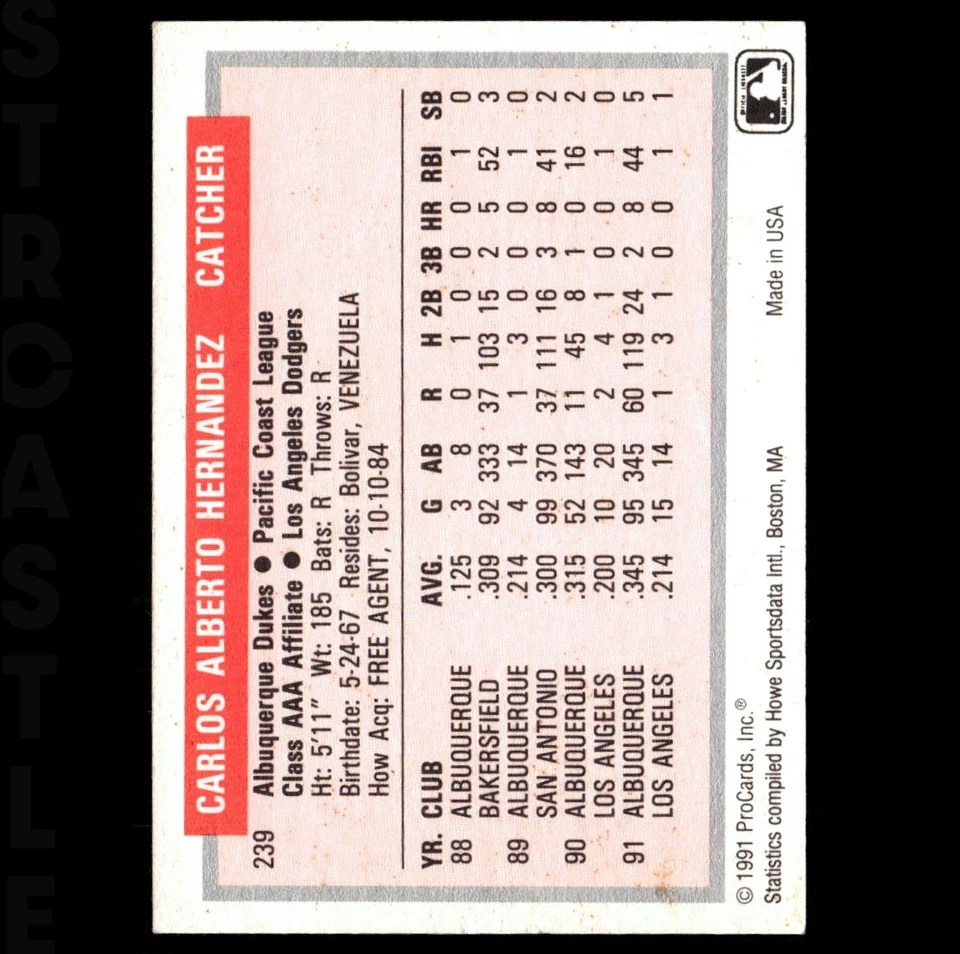 CARLOS ALBERTO HERNANDEZ CATCHER
239 Albuquerque Dukes ● Pacific Coast League
Class AAA Affiliate ● Los Angeles Dodgers
Ht: 5'11" Wt: 185 Bats: R Throws: R
Birthdate: 5-24-67 Resides: Bolivar, VENEZUELA
How Acq: FREE AGENT, 10-10-84
YR. CLUB AVG. G AB R H 2B 3B HR RBI SB
88 ALBUQUERQUE .125 3 8 0 1 0 0 0 1 0
BAKERSFIELD .309 92 333 37 103 15 2 5 52 3
89 ALBUQUERQUE .214 4 14 1 3 0 0 0 1 0
SAN ANTONIO .300 99 370 37 111 16 3 8 41 2
90 ALBUQUERQUE .315 52 143 11 45 8 1 0 16 2
LOS ANGELES .200 10 20 2 4 1 0 0 1 0
91 ALBUQUERQUE .345 95 345 60 119 24 2 8 44 5
LOS ANGELES .214 15 14 1 3 1 0 0 1 1
© 1991 ProCards, Inc.®
Statistics compiled by Howe Sportsdata Intl., Boston, MA Made in USA
STROCASTLE